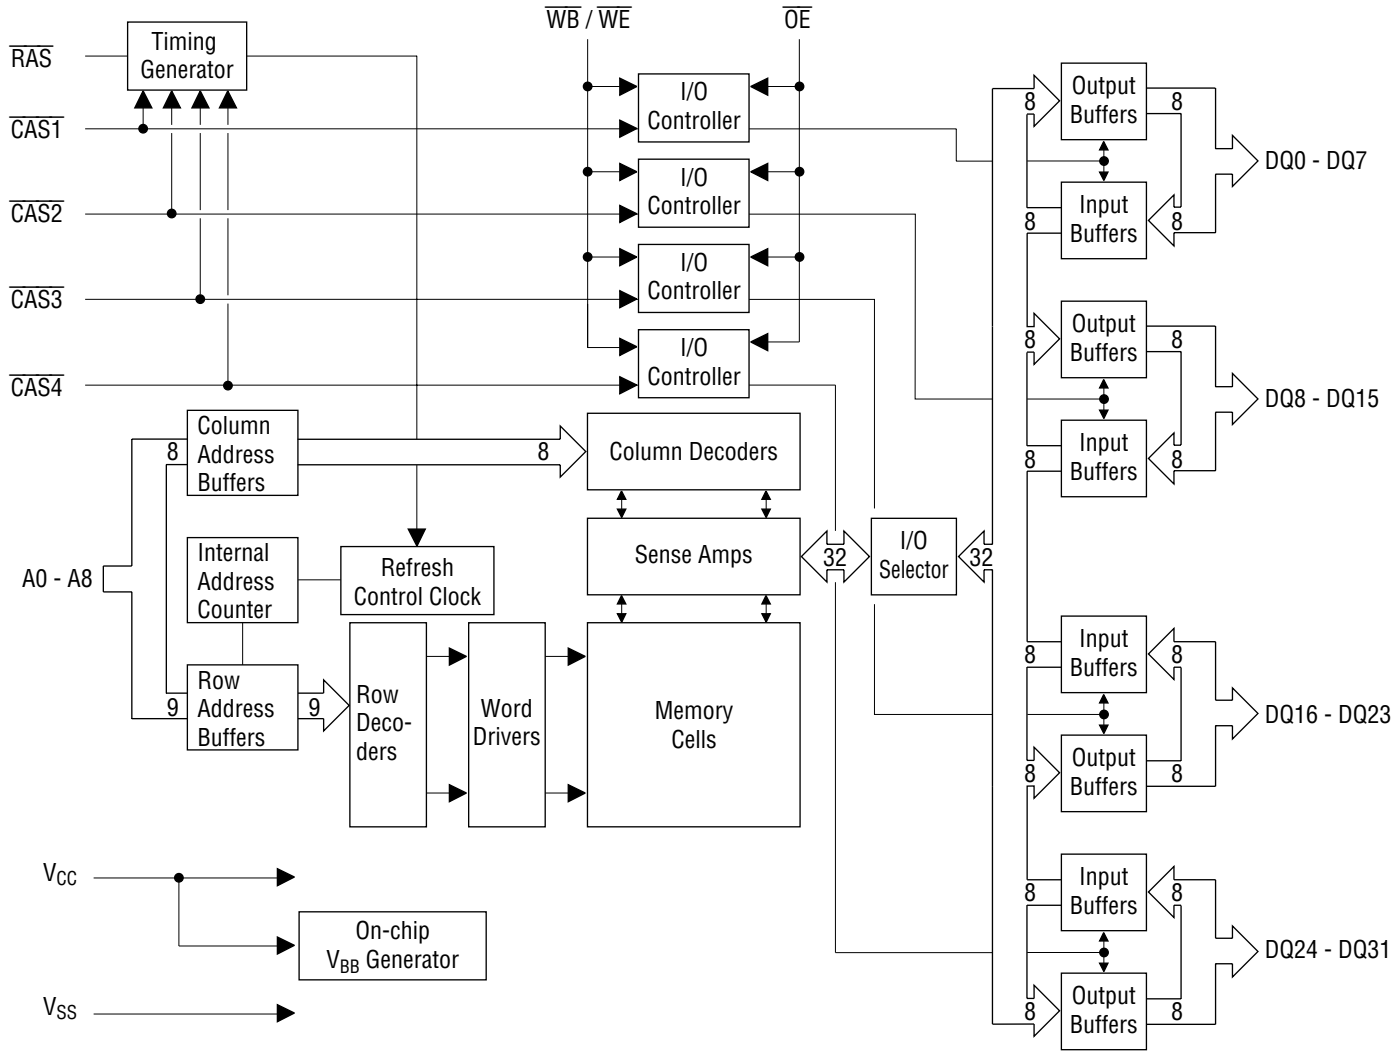 WB / WE
OE
RAS
Timing
Generator
CAS1
CAS2
CAS3
CAS4
I/O
Controller
I/O
Controller
I/O
Controller
I/O
Controller
8
Output
Buffers
8
DQ0 - DQ7
8
Input
Buffers
8
8
Output
Buffers
8
DQ8 - DQ15
8
Input
Buffers
8
A0 - A8
8
Column
Address
Buffers
8
Column Decoders
Internal
Address
Counter
Refresh
Control Clock
Sense Amps
32
I/O
Selector
32
9
Row
Address
Buffers
9
Row
Deco-
ders
Word
Drivers
Memory
Cells
8
Input
Buffers
8
DQ16 - DQ23
8
Output
Buffers
8
8
Input
Buffers
8
DQ24 - DQ31
8
Output
Buffers
8
VCC
On-chip
VBB Generator
VSS